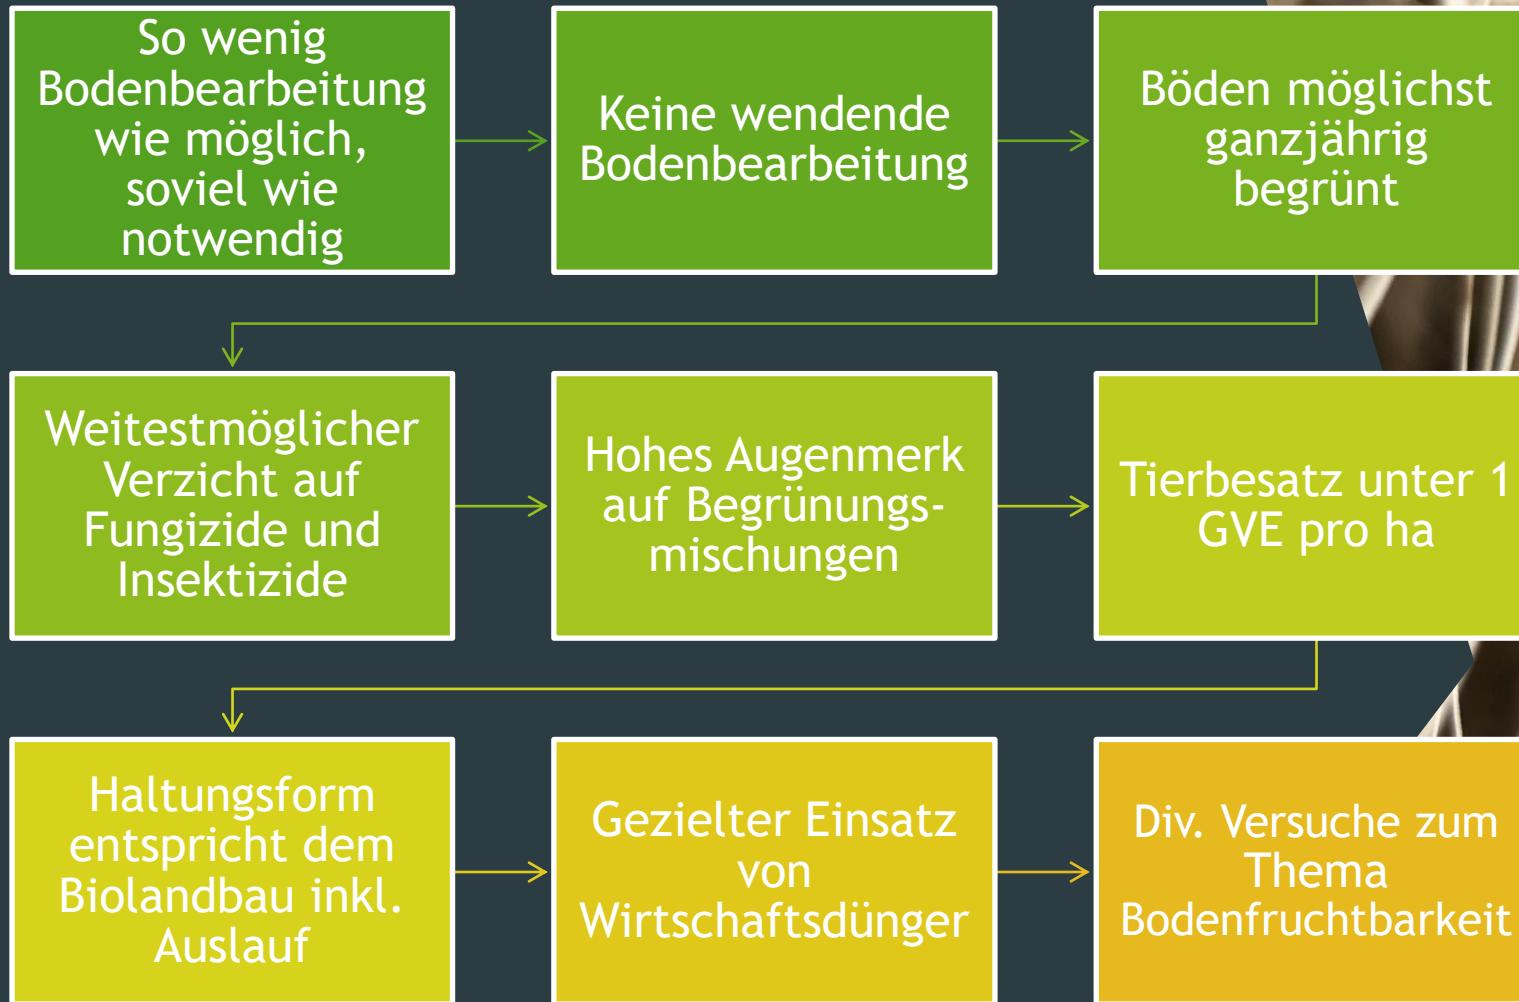 So wenig
Bodenbearbeitung
wie möglich,
soviel wie
notwendig
Keine wendende
Bodenbearbeitung
Böden möglichst
ganzjährig
begrünt
Weitestmöglicher
Verzicht auf
Fungizide und
Insektizide
Hohes Augenmerk
auf Begrünungs-
mischungen
Tierbesatz unter 1
GVE pro ha
Haltungsform
entspricht dem
Biolandbau inkl.
Auslauf
Gezielter Einsatz
von
Wirtschaftsdünger
Div. Versuche zum
Thema
Bodenfruchtbarkeit